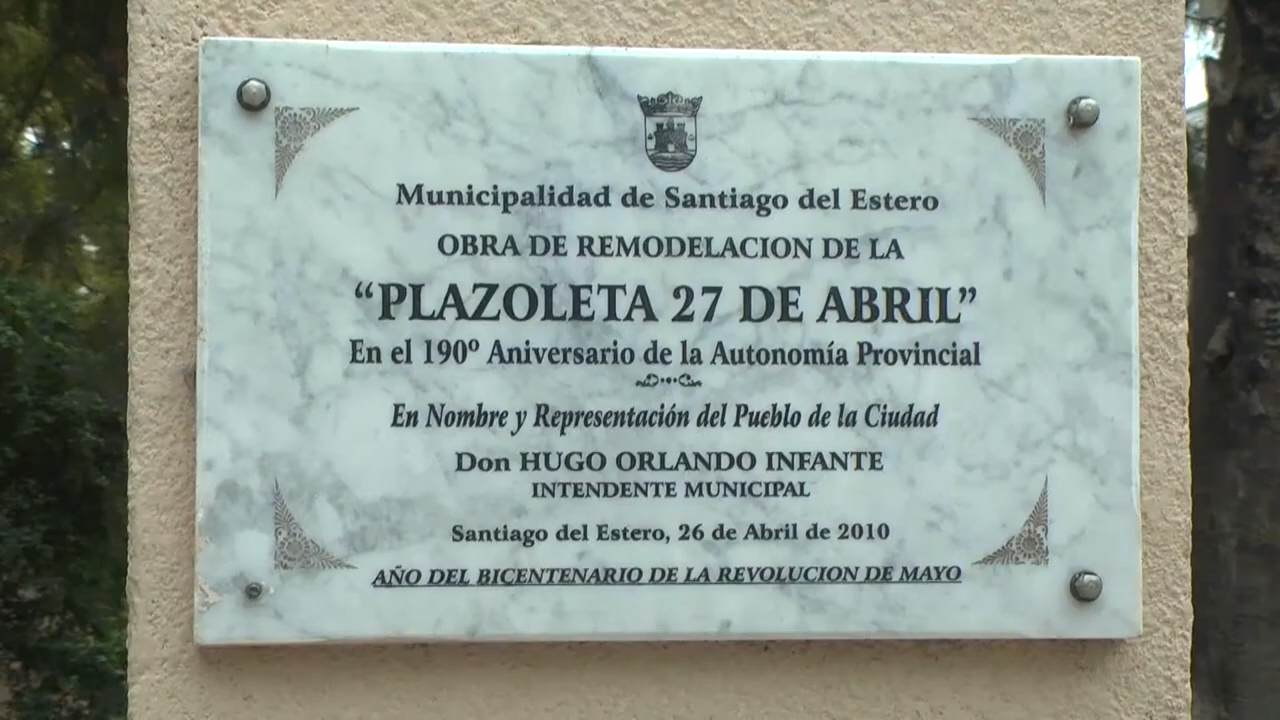 Municipalidad de Santiago del Estero
OBRA DE REMODELACION DE LA
“PLAZOLETA 27 DE ABRIL”
En el 190º Aniversario de la Autonomía Provincial
En Nombre y Representación del Pueblo de la Ciudad
Don HUGO ORLANDO INFANTE
INTENDENTE MUNICIPAL
Santiago del Estero, 26 de Abril de 2010
AÑO DEL BICENTENARIO DE LA REVOLUCION DE MAYO